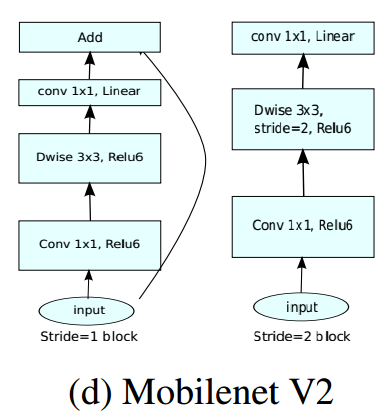 Add
conv 1x1, Linear
Dwise 3x3, Relu6
Conv 1x1, Relu6
input
Stride=1 block
conv 1x1, Linear
Dwise 3x3,
stride=2, Relu6
Conv 1x1, Relu6
input
Stride=2 block
(d) Mobilenet V2